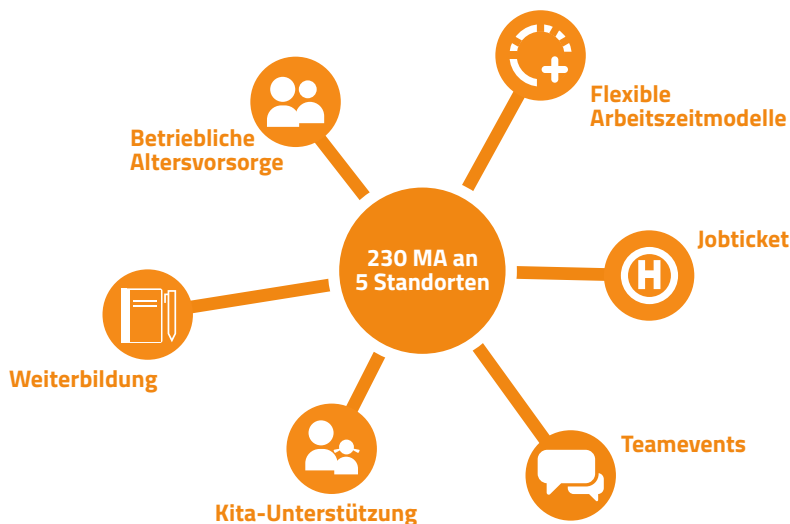 Flexible
Arbeitszeitmodelle
Betriebliche
Altersvorsorge
Jobticket
230 MA an
5 Standorten
H
Weiterbildung
Teamevents
Kita-Unterstützung